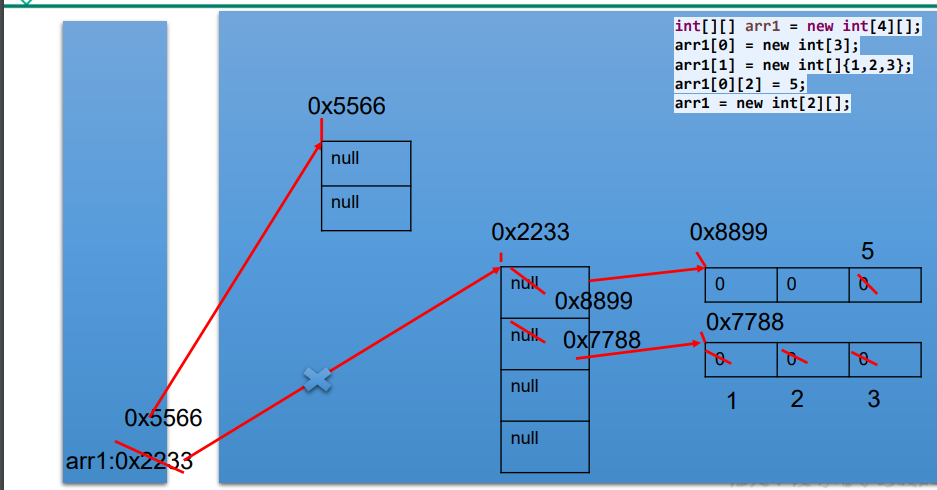 int[][] arr1 = new int[4][];
arr1[0] = new int[3];
arr1[1] = new int[]{1,2,3};
arr1[0][2] = 5;
arr1 = new int[2][];
0x5566
null
null
0x2233
0x8899
5
null
0x8899
0
0
0
null
0x7788
0x7788
0
0
0
null
1
2
3
null
0x5566
arr1:0x2233